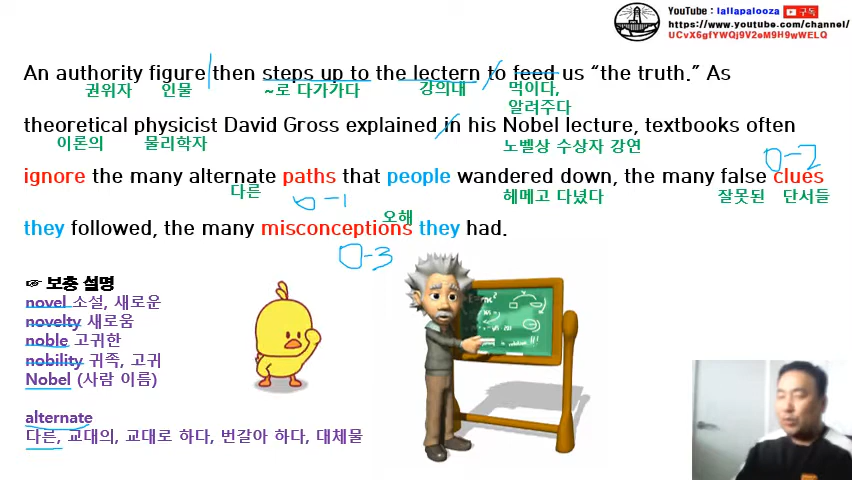 YouTube : lallapalooza 구독
https://www.youtube.com/channel/
UCvX6gfYWQj9V2eM9H9wWELQ
An authority figure then steps up to the lectern to feed us “the truth.” As
권위자 인물 ~로 다가가다 강의대 먹이다,
알려주다
theoretical physicist David Gross explained in his Nobel lecture, textbooks often
이론의 물리학자 노벨상 수상자 강연
O-2
ignore the many alternate paths that people wandered down, the many false clues
다른 O-1 헤메고 다녔다 잘못된 단서들
오해
they followed, the many misconceptions they had.
O-3
☞ 보충 설명
novel 소설, 새로운
novelty 새로움
noble 고귀한
nobility 귀족, 고귀
Nobel (사람 이름)
alternate
다른, 교대의, 교대로 하다, 번갈아 하다, 대체물